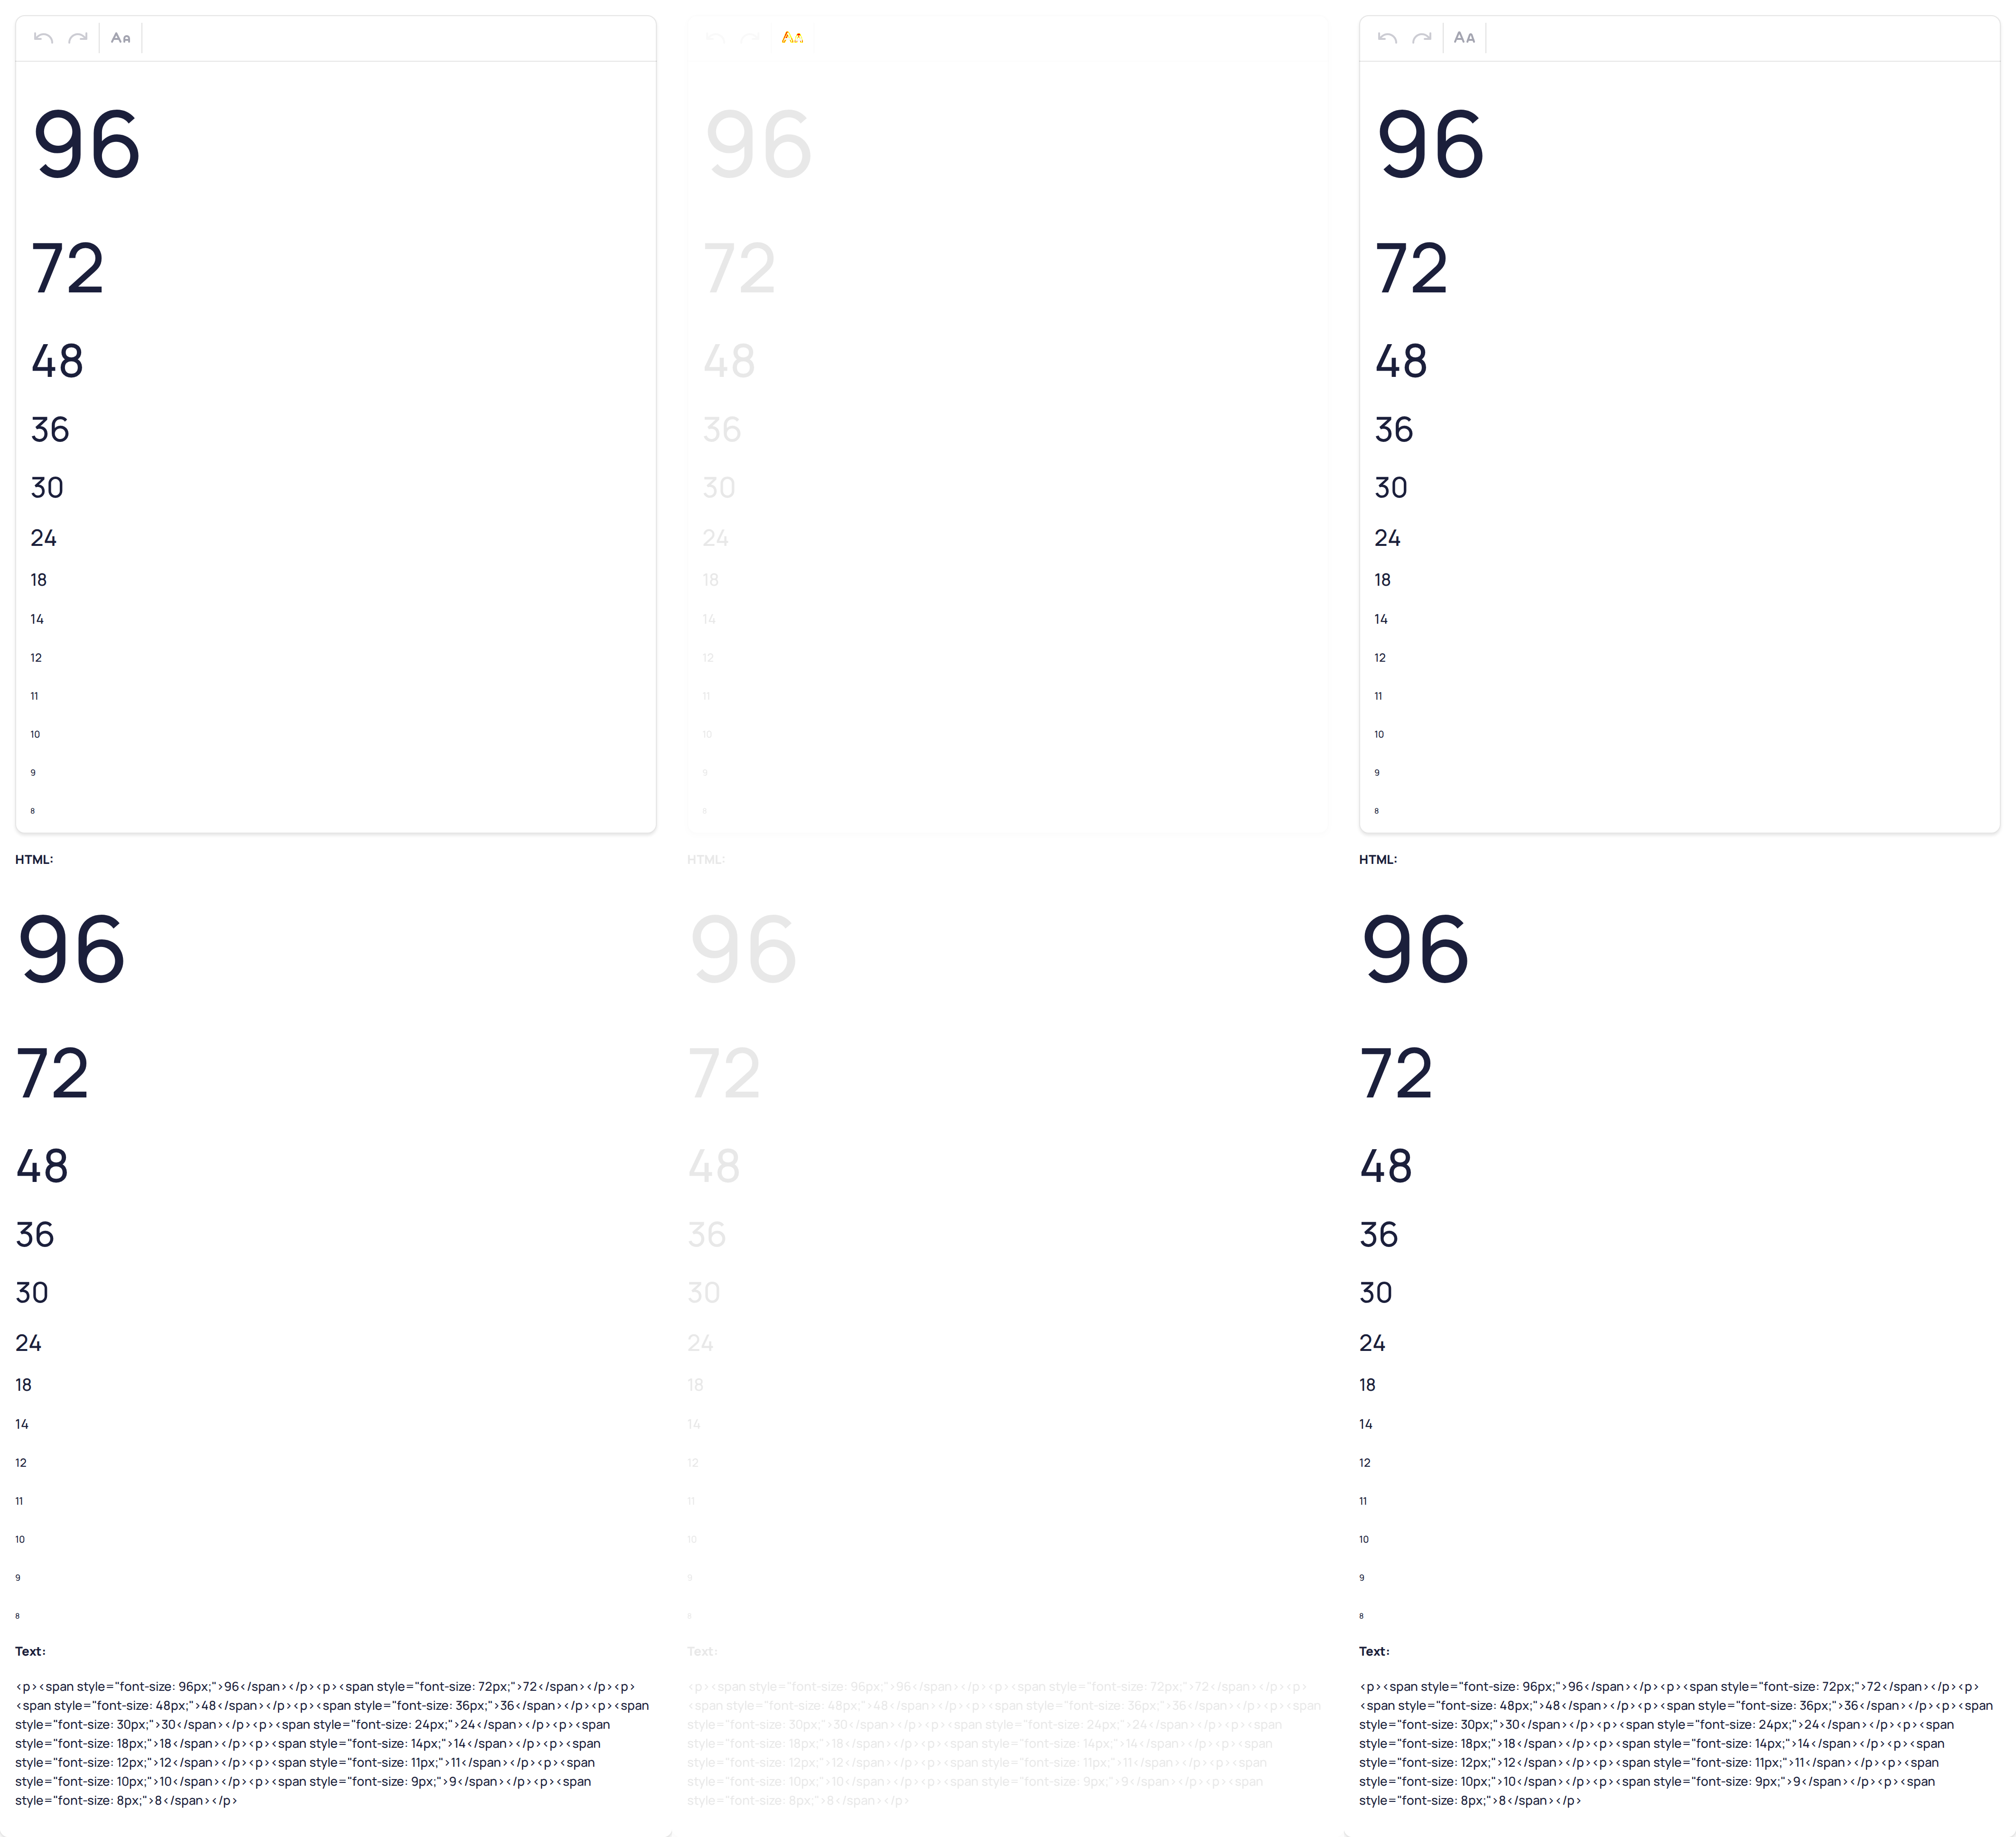 AA
96
72
48
36
30
24
18
14
12
11
10
9
8
HTML:
96
72
48
36
30
24
18
14
12
11
10
9
8
Text:
<p><span style="font-size: 96px;">96</span></p><p><span style="font-size: 72px;">72</span></p><p>
<span style="font-size: 48px;">48</span></p><p><span style="font-size: 36px;">36</span></p><p><span
style="font-size: 30px;">30</span></p><p><span style="font-size: 24px;">24</span></p><p><span
style="font-size: 18px;">18</span></p><p><span style="font-size: 14px;">14</span></p><p><span
style="font-size: 12px;">12</span></p><p><span style="font-size: 11px;">11</span></p><p><span
style="font-size: 10px;">10</span></p><p><span style="font-size: 9px;">9</span></p><p><span
style="font-size: 8px;">8</span></p>
AA
96
72
48
36
30
24
18
14
12
11
10
9
8
HTML:
96
72
48
36
30
24
18
14
12
11
10
9
8
Text:
<p><span style="font-size: 96px;">96</span></p><p><span style="font-size: 72px;">72</span></p><p>
<span style="font-size: 48px;">48</span></p><p><span style="font-size: 36px;">36</span></p><p><span
style="font-size: 30px;">30</span></p><p><span style="font-size: 24px;">24</span></p><p><span
style="font-size: 18px;">18</span></p><p><span style="font-size: 14px;">14</span></p><p><span
style="font-size: 12px;">12</span></p><p><span style="font-size: 11px;">11</span></p><p><span
style="font-size: 10px;">10</span></p><p><span style="font-size: 9px;">9</span></p><p><span
style="font-size: 8px;">8</span></p>
AA
96
72
48
36
30
24
18
14
12
11
10
9
8
HTML:
96
72
48
36
30
24
18
14
12
11
10
9
8
Text:
<p><span style="font-size: 96px;">96</span></p><p><span style="font-size: 72px;">72</span></p><p>
<span style="font-size: 48px;">48</span></p><p><span style="font-size: 36px;">36</span></p><p><span
style="font-size: 30px;">30</span></p><p><span style="font-size: 24px;">24</span></p><p><span
style="font-size: 18px;">18</span></p><p><span style="font-size: 14px;">14</span></p><p><span
style="font-size: 12px;">12</span></p><p><span style="font-size: 11px;">11</span></p><p><span
style="font-size: 10px;">10</span></p><p><span style="font-size: 9px;">9</span></p><p><span
style="font-size: 8px;">8</span></p>